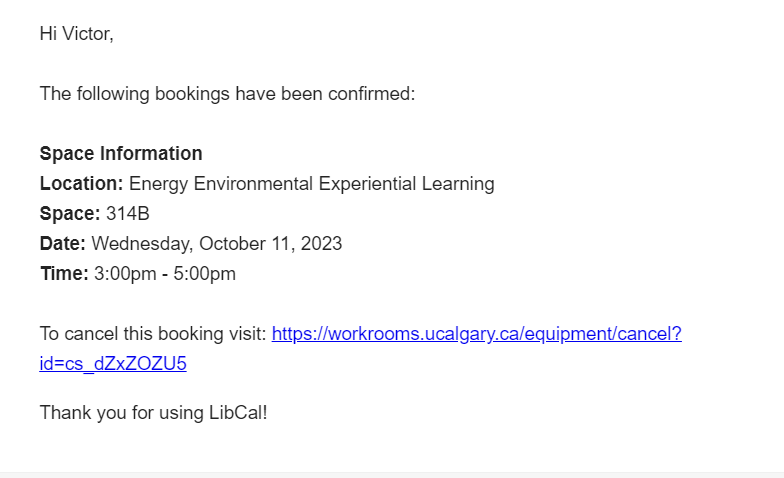 Hi Victor,
The following bookings have been confirmed:
Space Information
Location: Energy Environmental Experiential Learning
Space: 314B
Date: Wednesday, October 11, 2023
Time: 3:00pm - 5:00pm
To cancel this booking visit: https://workrooms.ucalgary.ca/equipment/cancel?
id=cs_dZxZOZU5
Thank you for using LibCal!